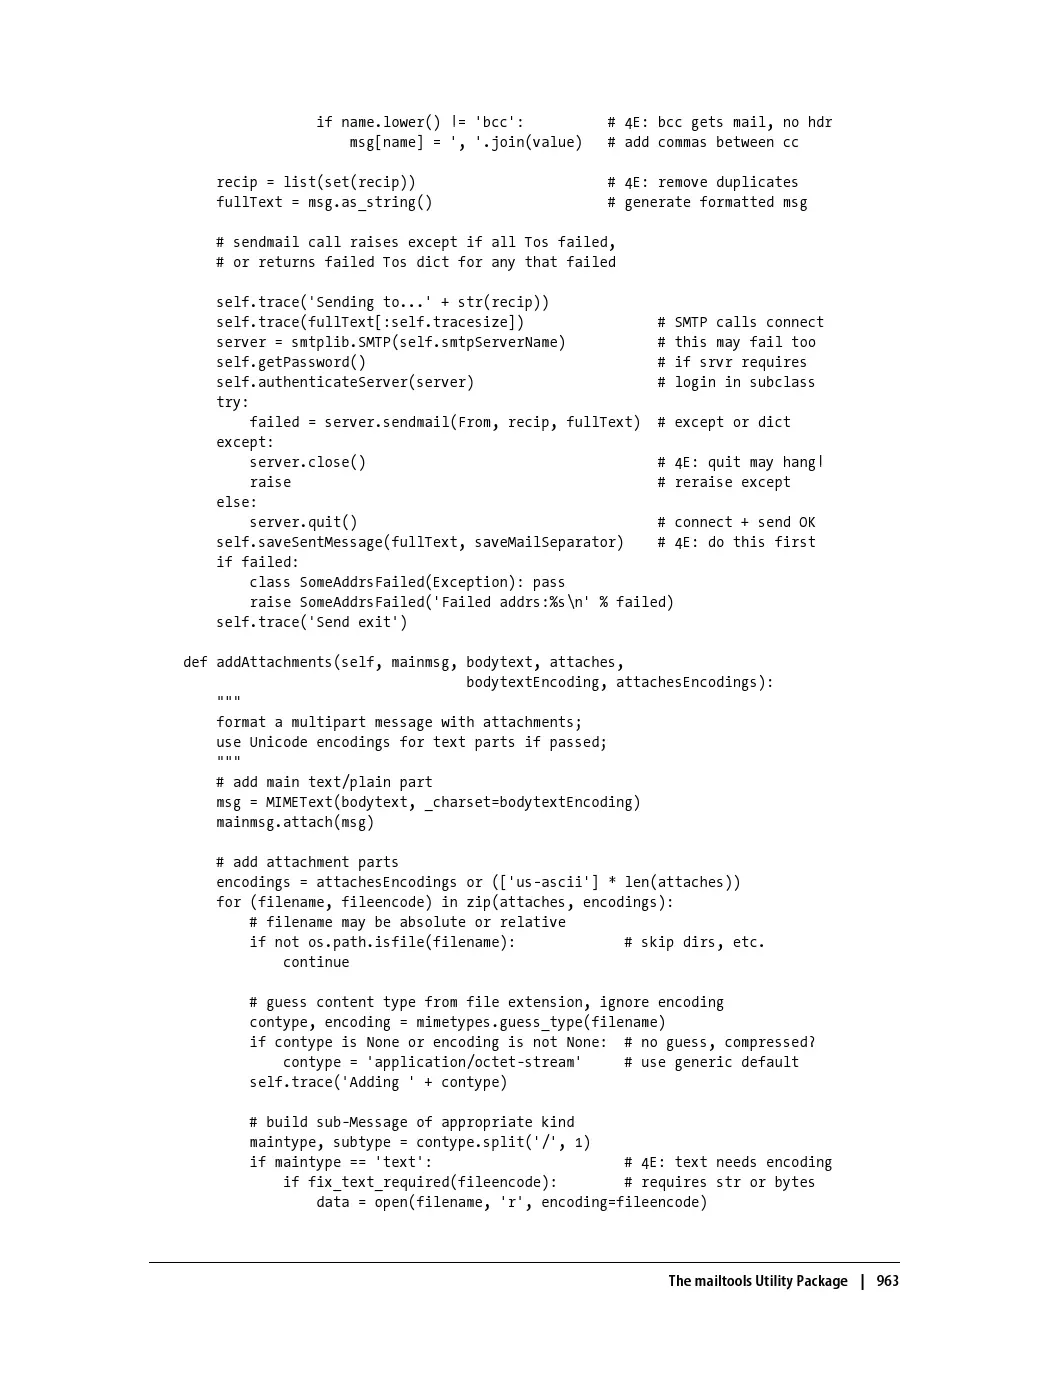 if name.lower() != 'bcc': # 4E: bcc gets mail, no hdr
msg[name] = ', '.join(value) # add commas between cc
recip = list(set(recip)) # 4E: remove duplicates
fullText = msg.as_string() # generate formatted msg
# sendmail call raises except if all Tos failed,
# or returns failed Tos dict for any that failed
self.trace('Sending to...' + str(recip))
self.trace(fullText[:self.tracesize]) # SMTP calls connect
server = smtplib.SMTP(self.smtpServerName) # this may fail too
self.getPassword() # if srvr requires
self.authenticateServer(server) # login in subclass
try:
failed = server.sendmail(From, recip, fullText) # except or dict
except:
server.close() # 4E: quit may hang!
raise # reraise except
else:
server.quit() # connect + send OK
self.saveSentMessage(fullText, saveMailSeparator) # 4E: do this first
if failed:
class SomeAddrsFailed(Exception): pass
raise SomeAddrsFailed('Failed addrs:%s\n' % failed)
self.trace('Send exit')
def addAttachments(self, mainmsg, bodytext, attaches,
bodytextEncoding, attachesEncodings):
"""
format a multipart message with attachments;
use Unicode encodings for text parts if passed;
"""
# add main text/plain part
msg = MIMEText(bodytext, _charset=bodytextEncoding)
mainmsg.attach(msg)
# add attachment parts
encodings = attachesEncodings or (['us-ascii'] * len(attaches))
for (filename, fileencode) in zip(attaches, encodings):
# filename may be absolute or relative
if not os.path.isfile(filename): # skip dirs, etc.
continue
# guess content type from file extension, ignore encoding
contype, encoding = mimetypes.guess_type(filename)
if contype is None or encoding is not None: # no guess, compressed?
contype = 'application/octet-stream' # use generic default
self.trace('Adding ' + contype)
# build sub-Message of appropriate kind
maintype, subtype = contype.split('/', 1)
if maintype == 'text': # 4E: text needs encoding
if fix_text_required(fileencode): # requires str or bytes
data = open(filename, 'r', encoding=fileencode)
The mailtools Utility Package | 963